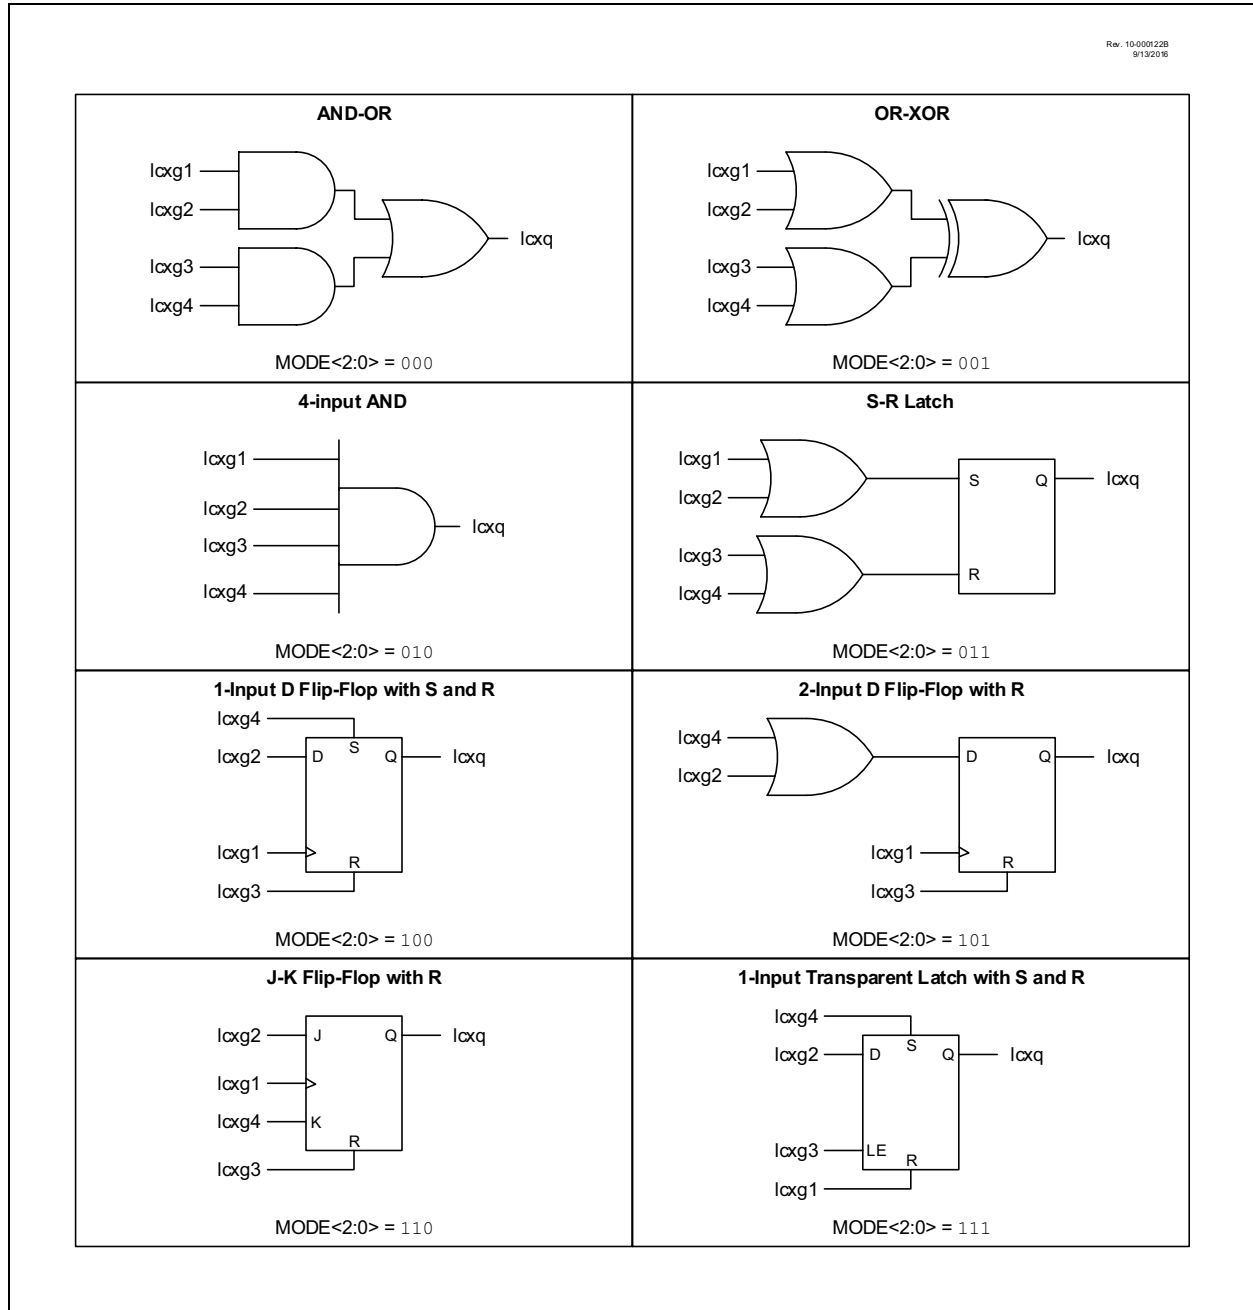 Rev. 10-000122B
9/13/2016
AND-OR
lcxg1
lcxg2
lcxg3
lcxg4
lcxq
MODE<2:0> = 000
OR-XOR
lcxg1
lcxg2
lcxg3
lcxg4
lcxq
MODE<2:0> = 001
4-input AND
lcxg1
lcxg2
lcxg3
lcxg4
lcxq
MODE<2:0> = 010
S-R Latch
lcxg1
lcxg2
lcxg3
lcxg4
S
Q
lcxq
R
MODE<2:0> = 011
1-Input D Flip-Flop with S and R
lcxg4
S
lcxg2
D
Q
lcxq
lcxg1
R
lcxg3
MODE<2:0> = 100
2-Input D Flip-Flop with R
lcxg4
lcxg2
D
Q
lcxq
lcxg1
R
lcxg3
MODE<2:0> = 101
J-K Flip-Flop with R
lcxg2
J
Q
lcxq
lcxg1
lcxg4
K
R
lcxg3
MODE<2:0> = 110
1-Input Transparent Latch with S and R
lcxg4
S
lcxg2
D
Q
lcxq
lcxg3
LE
R
lcxg1
MODE<2:0> = 111